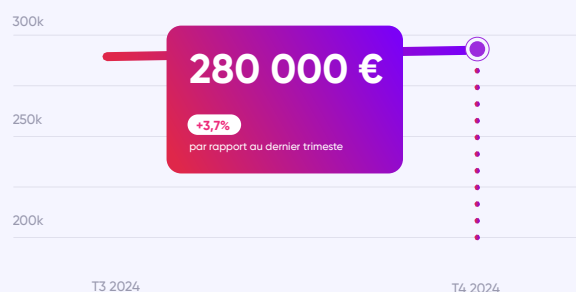 300k
280 000 €
250k
+3,7%
par rapport au dernier trimeste
200k
T3 2024
T4 2024